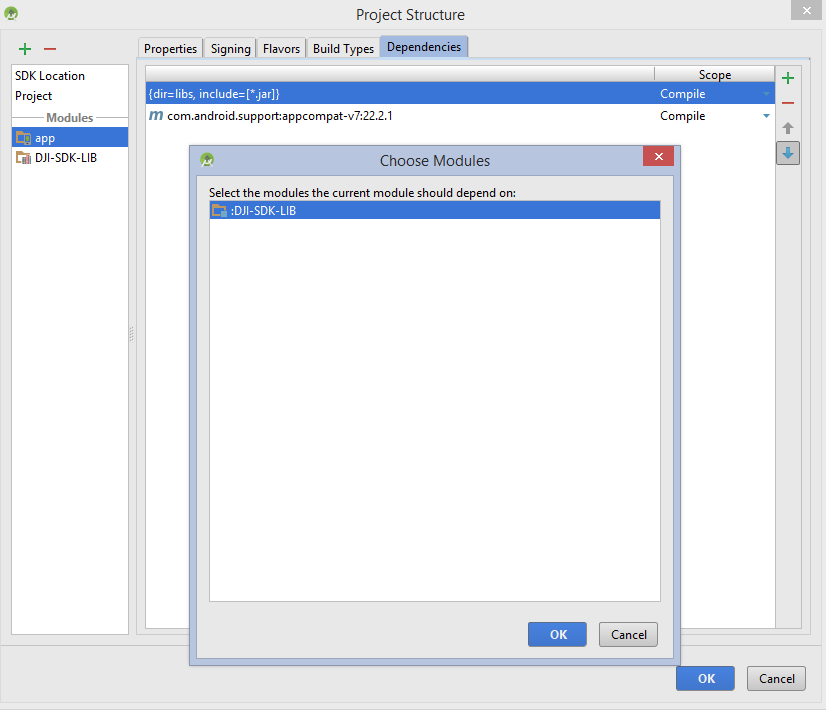 Project Structure
Properties Signing Flavors Build Types Dependencies
SDK Location
Project
Modules
app
DJI-SDK-LIB
Scope
{dir=libs, include=[*.jar]} Compile
m com.android.support:appcompat-v7:22.2.1 Compile
Choose Modules
Select the modules the current module should depend on:
:DJI-SDK-LIB
OK Cancel
OK Cancel